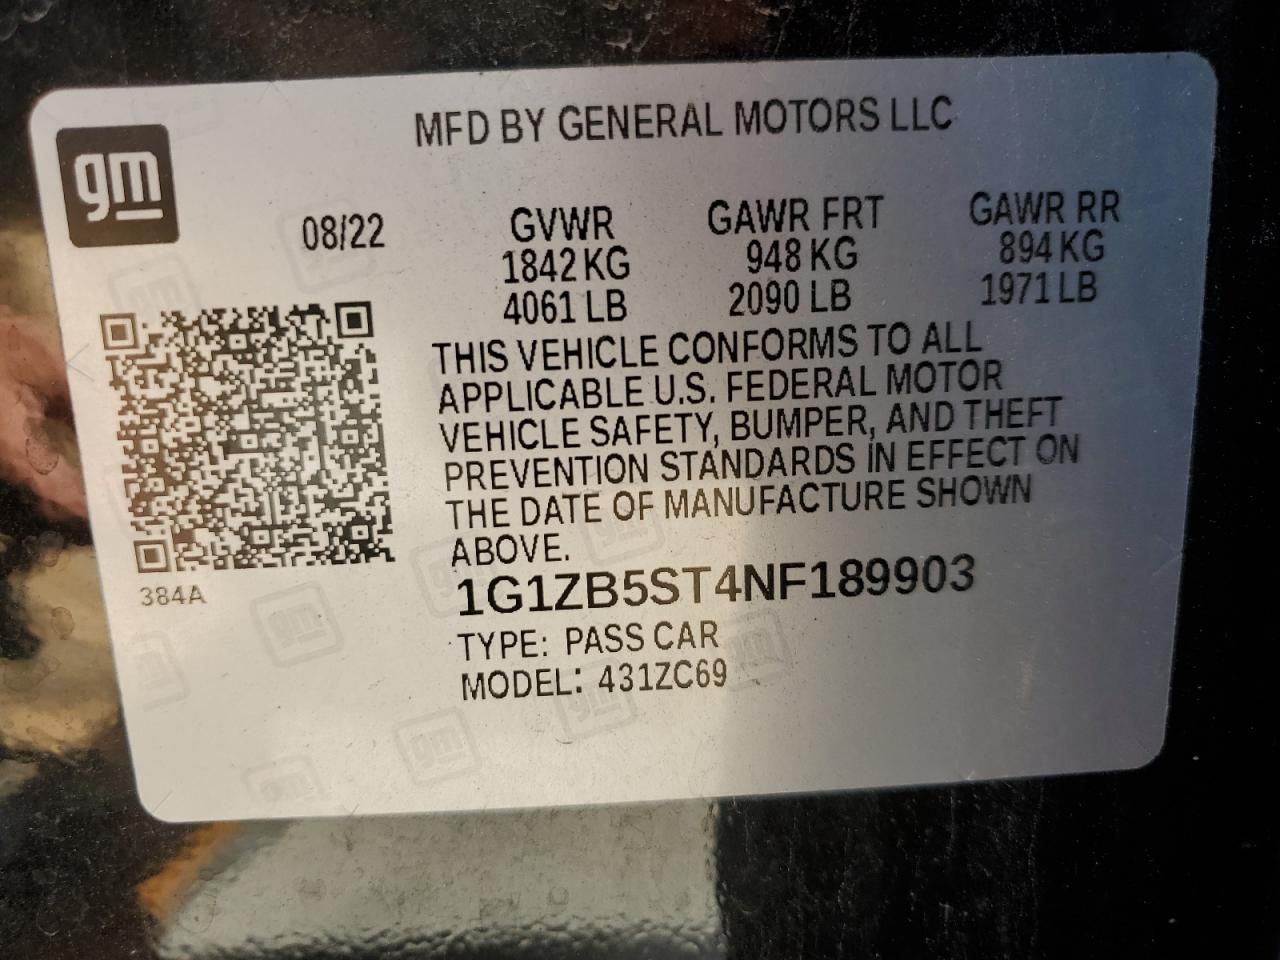 gm
MFD BY GENERAL MOTORS LLC
08/22 GVWR GAWR FRT GAWR RR
1842 KG 948 KG 894 KG
4061 LB 2090 LB 1971 LB
THIS VEHICLE CONFORMS TO ALL
APPLICABLE U.S. FEDERAL MOTOR
VEHICLE SAFETY, BUMPER, AND THEFT
PREVENTION STANDARDS IN EFFECT ON
THE DATE OF MANUFACTURE SHOWN
ABOVE.
384A
1G1ZB5ST4NF189903
TYPE: PASS CAR
MODEL: 431ZC69
gm
gm